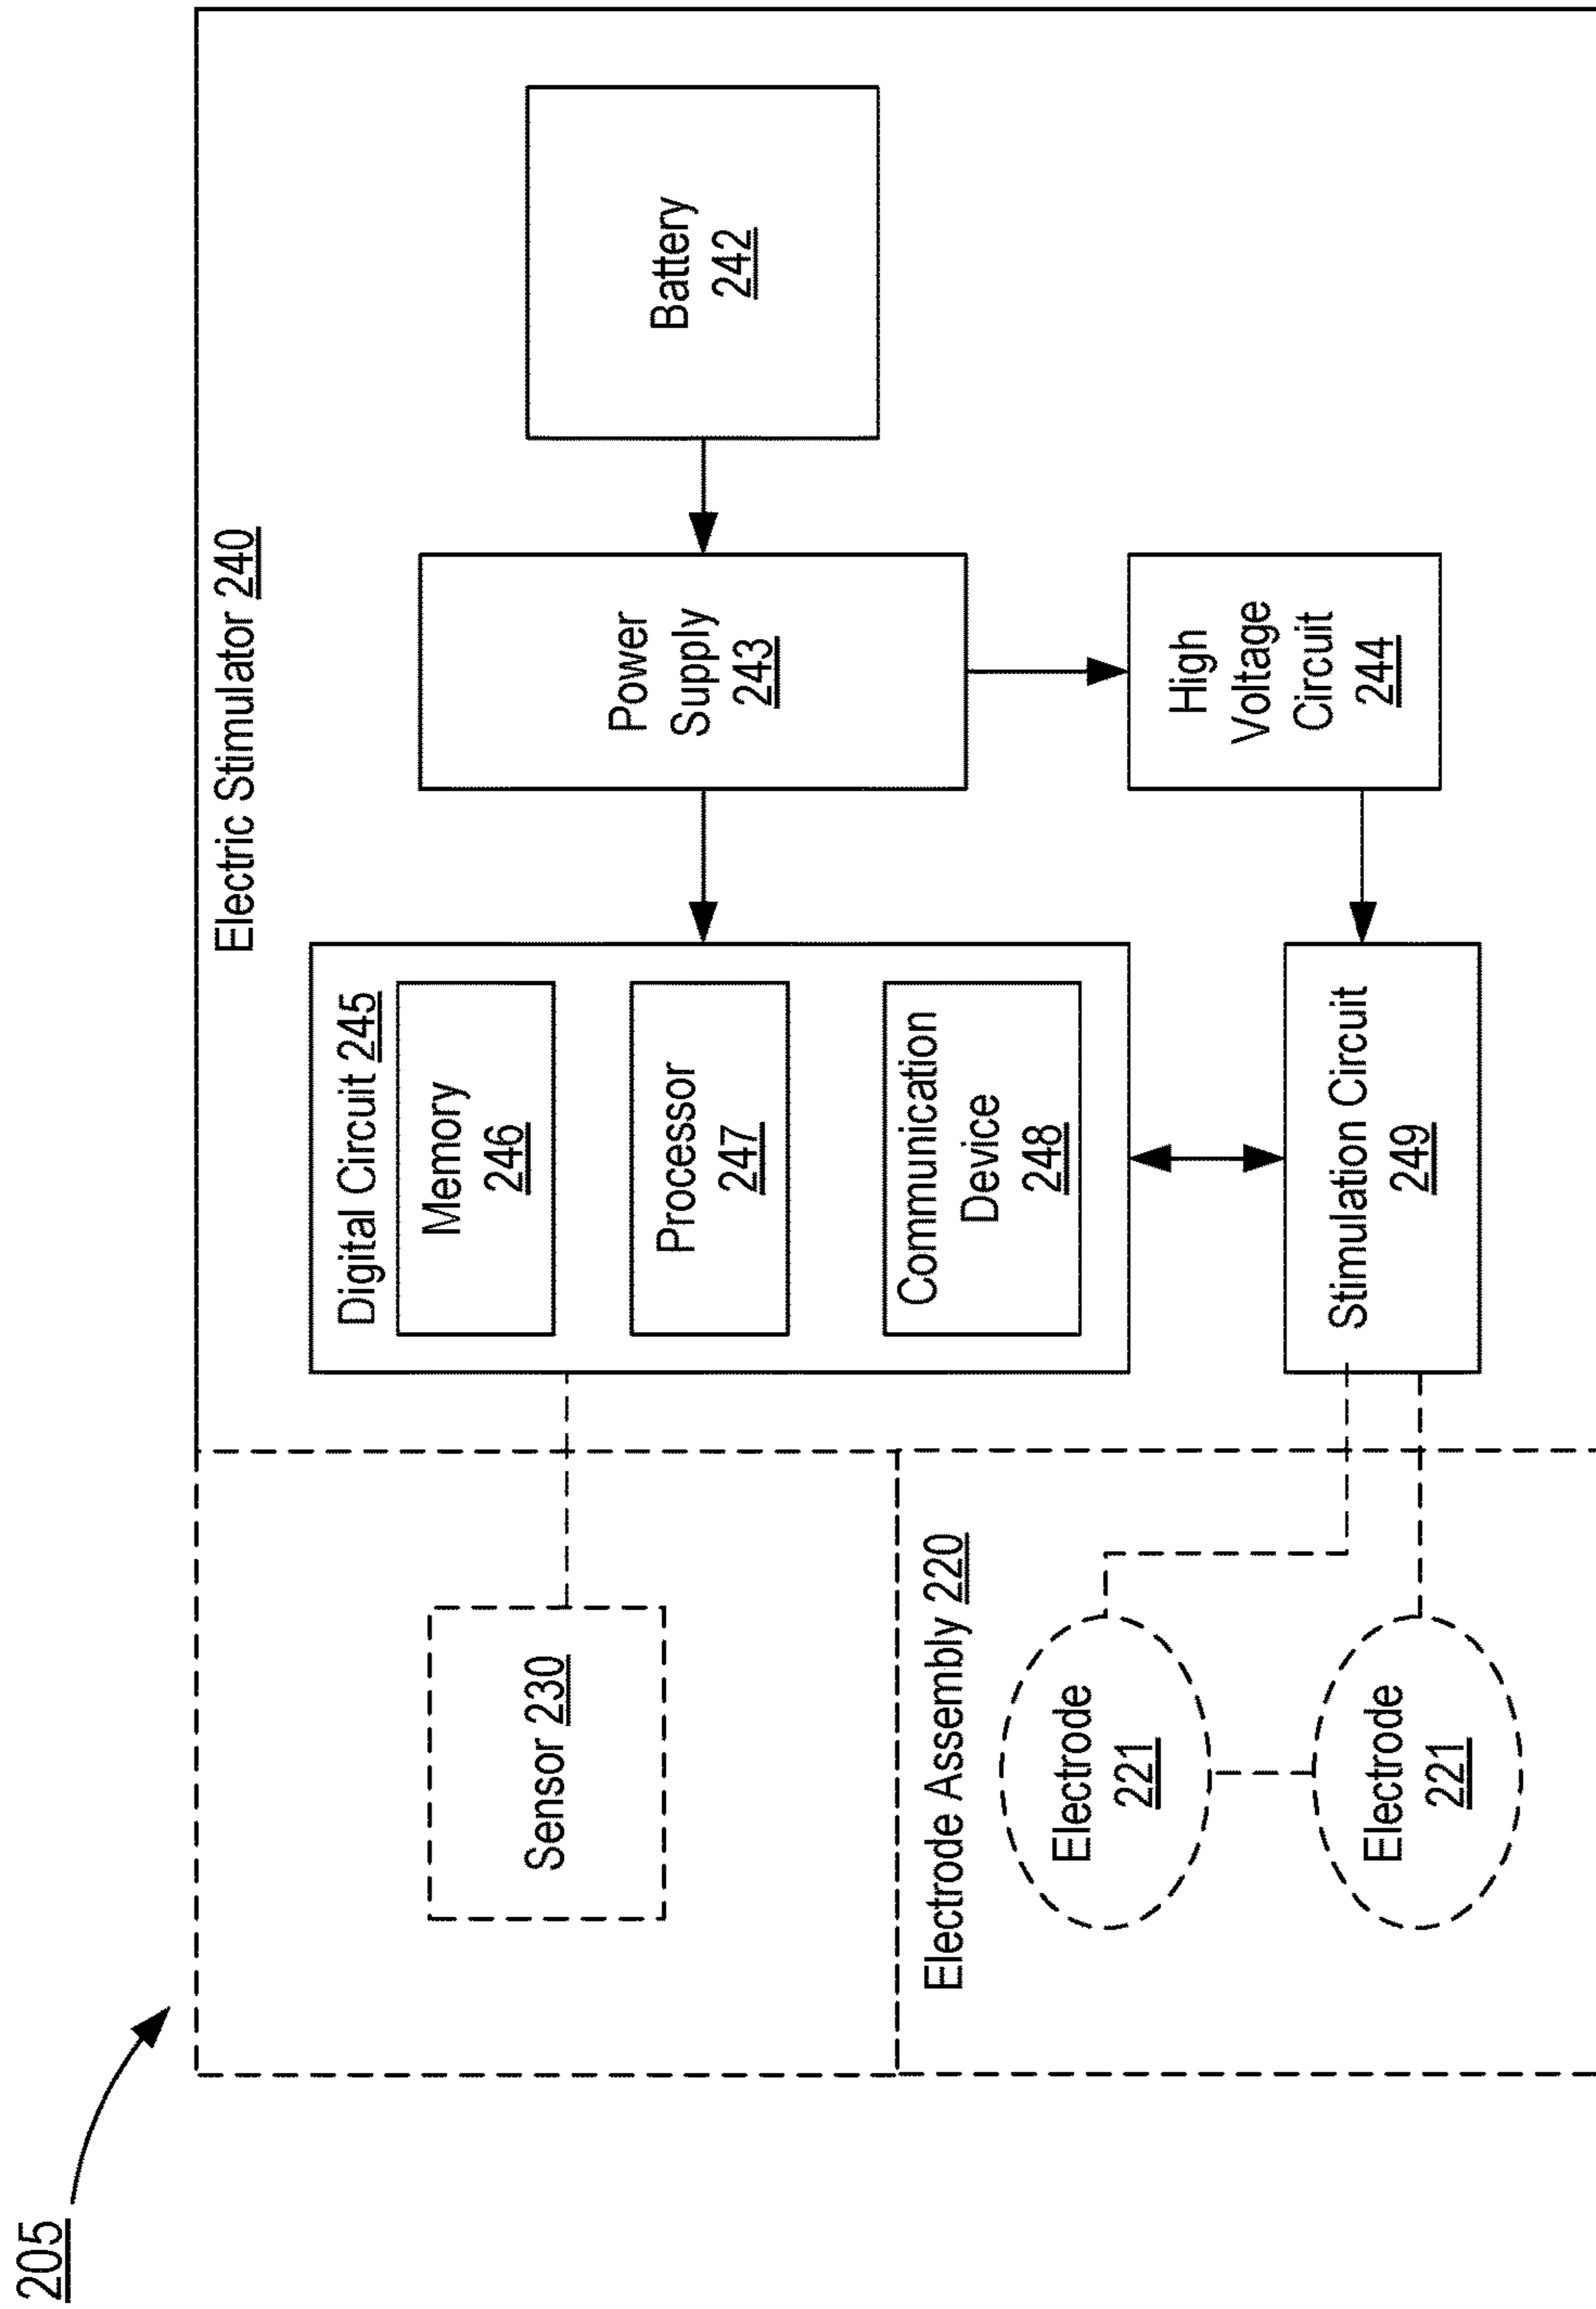 205
Electric Stimulator 240
Sensor 230
Digital Circuit 245
Memory
246
Processor
247
Communication
Device
248
Power
Supply
243
Battery
242
Electrode Assembly 220
Electrode
221
Electrode
221
Stimulation Circuit
249
High
Voltage
Circuit
244